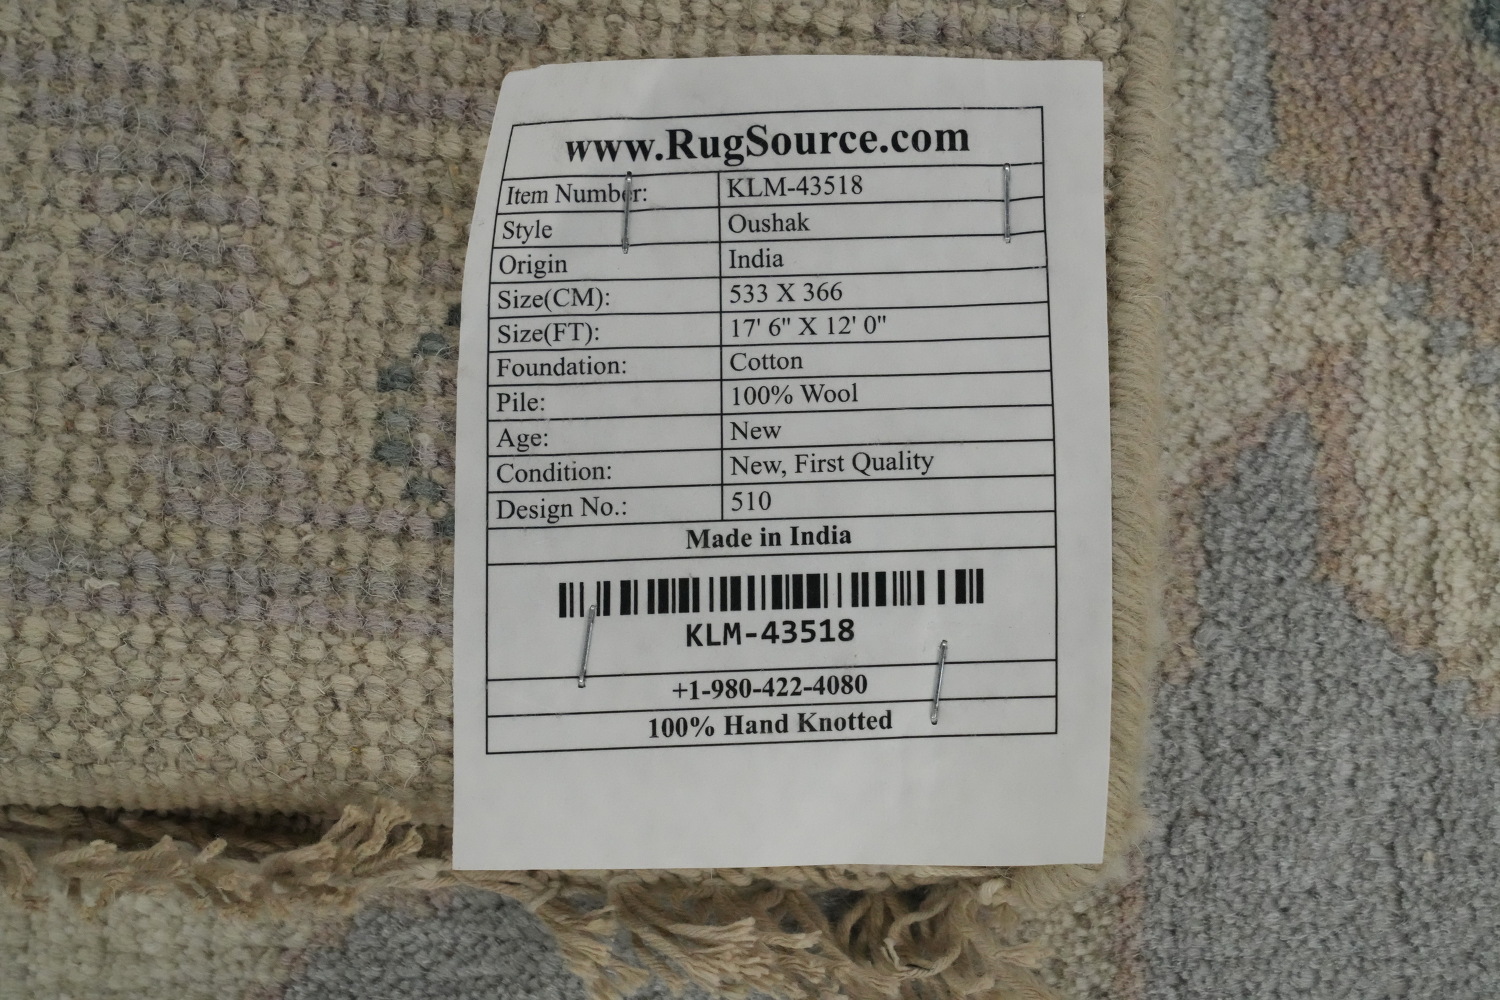 www.RugSource.com
Item Number: KLM-43518
Style Oushak
Origin India
Size(CM): 533 X 366
Size(FT): 17' 6" X 12' 0"
Foundation: Cotton
Pile: 100% Wool
Age: New
Condition: New, First Quality
Design No.: 510
Made in India
KLM-43518
+1-980-422-4080
100% Hand Knotted